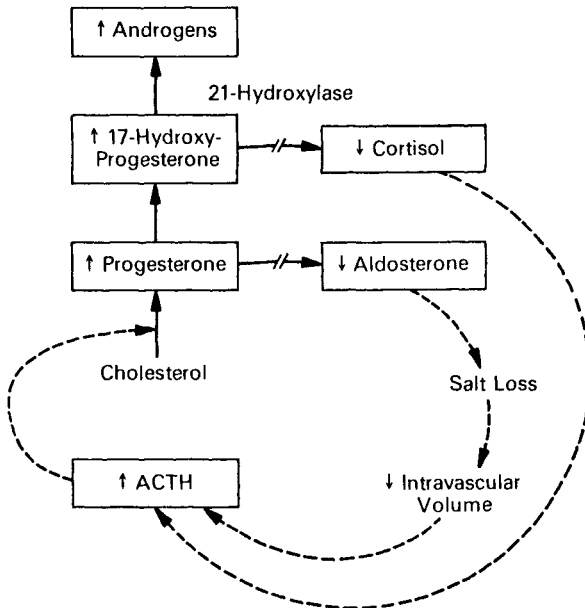 ↑ Androgens
21-Hydroxylase
↑ 17-Hydroxy-
Progesterone
↓ Cortisol
↑ Progesterone
↓ Aldosterone
Cholesterol
Salt Loss
↑ ACTH
↓ Intravascular
Volume